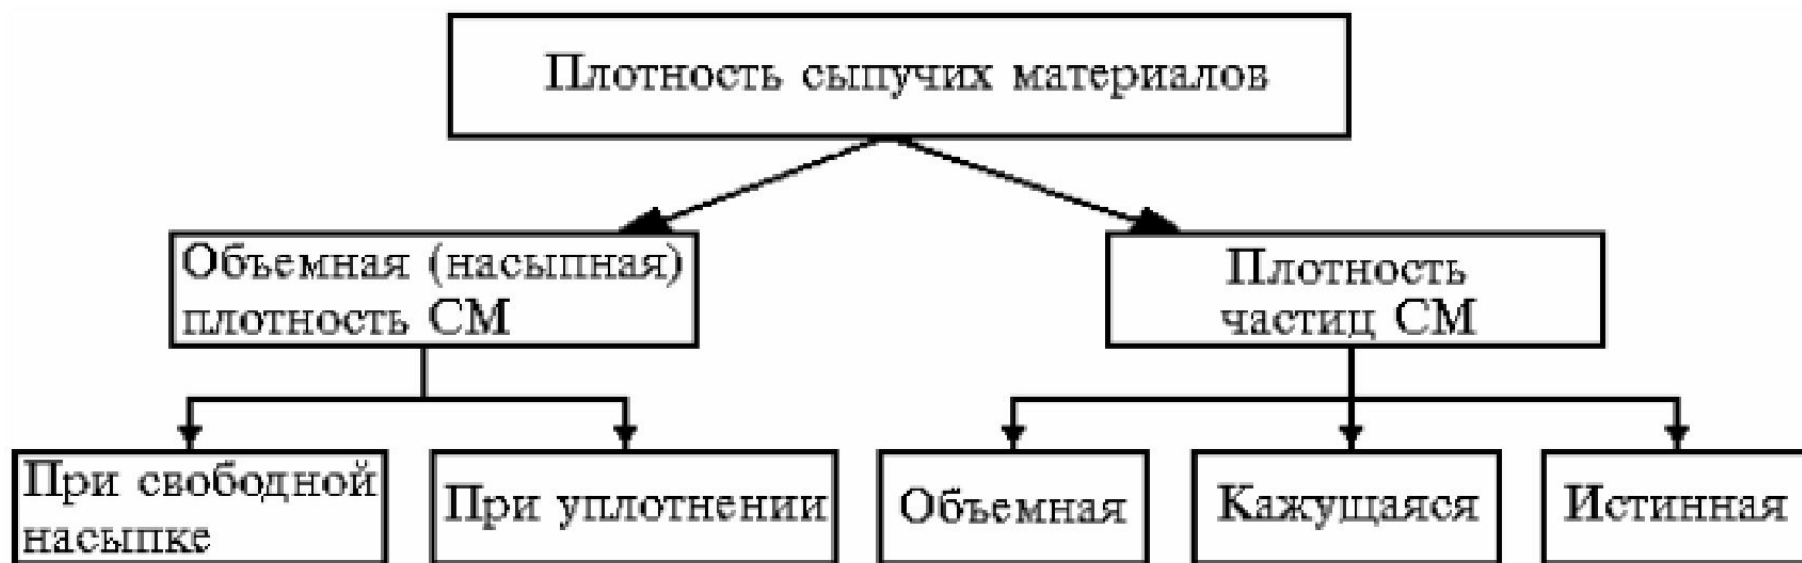 Плотность сыпучих материалов
Объемная (насыпная)
плотность СМ
Плотность
частиц СМ
При свободной
насыпке
При уплотнении
Объемная
Кажущаяся
Истинная